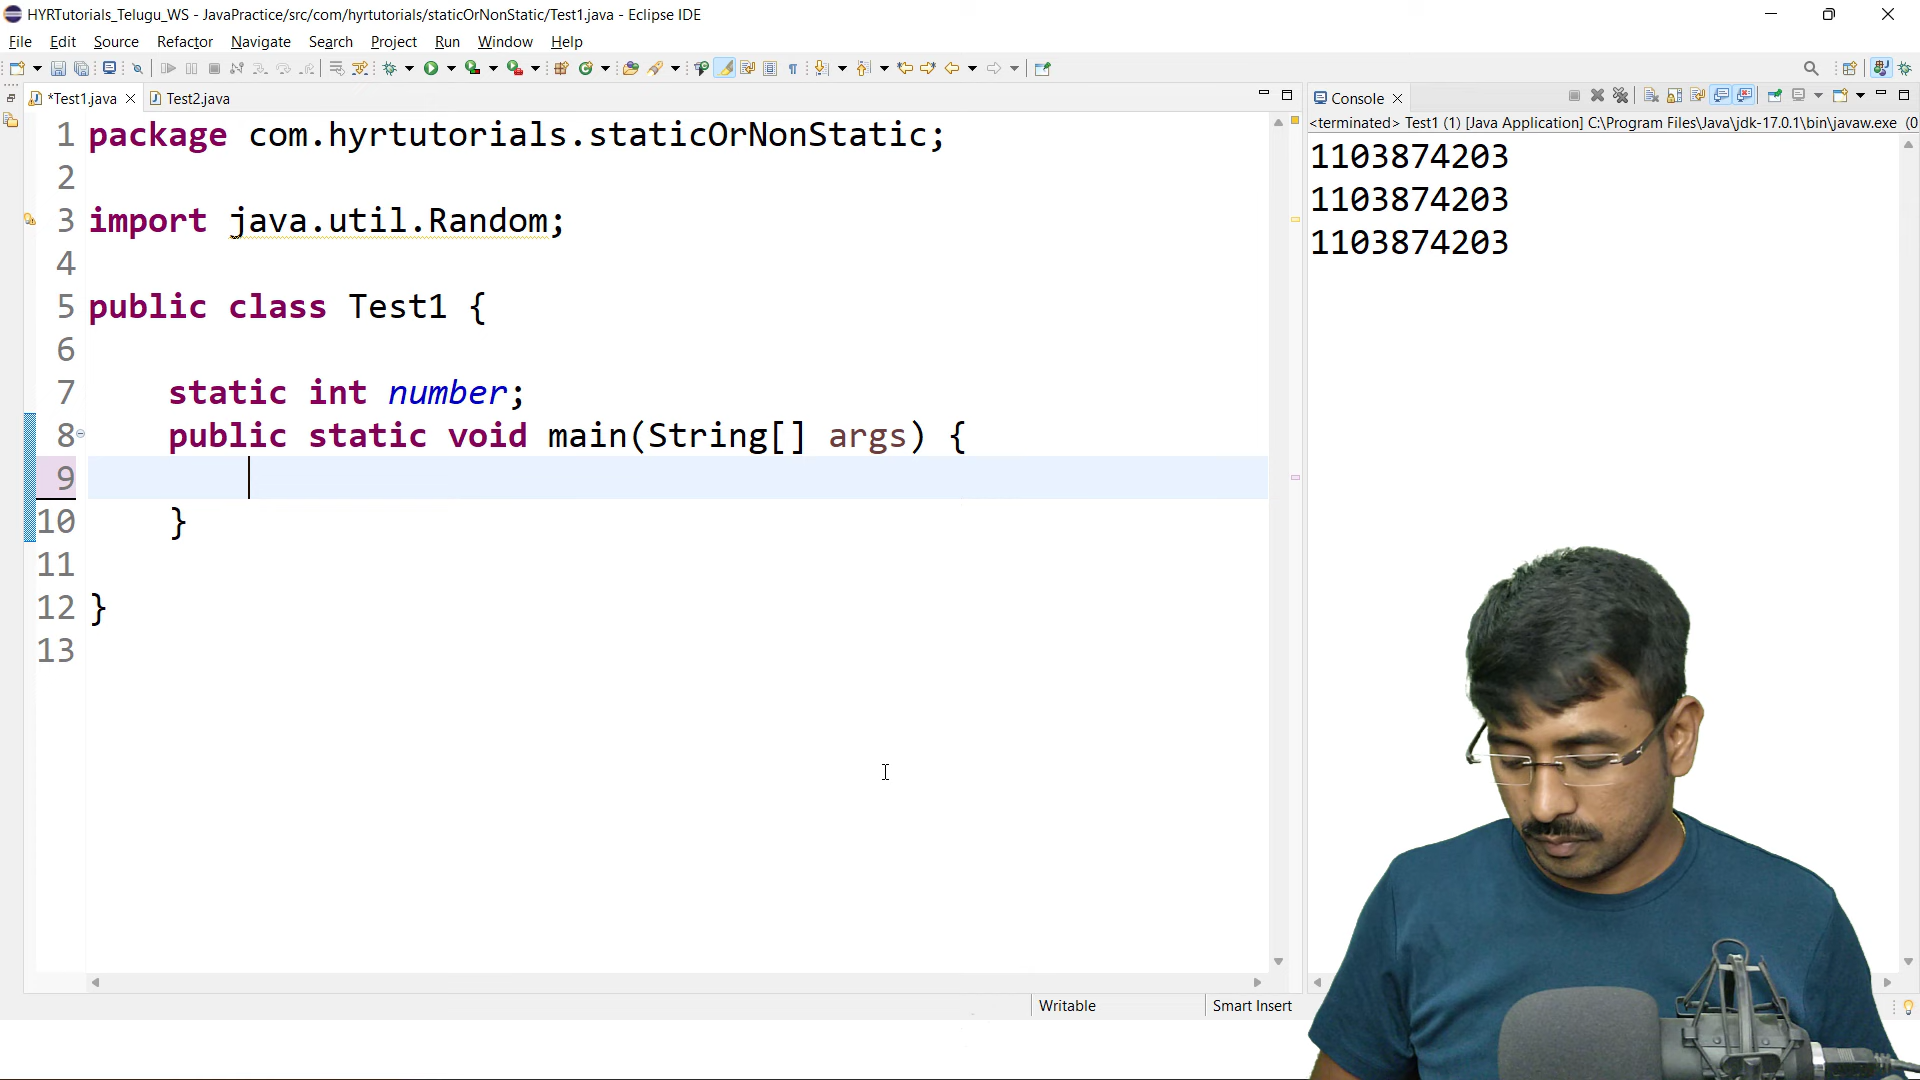 HYRTutorials_Telugu_WS - JavaPractice/src/com/hyrtutorials/staticOrNonStatic/Test1.java - Eclipse IDE
File Edit Source Refactor Navigate Search Project Run Window Help
*Test1.java Test2.java
Console
<terminated> Test1 (1) [Java Application] C:\Program Files\Java\jdk-17.0.1\bin\javaw.exe (0
1103874203
1103874203
1103874203
1 package com.hyrtutorials.staticOrNonStatic;
2
3 import java.util.Random;
4
5 public class Test1 {
6
7 static int number;
8 public static void main(String[] args) {
9
10 }
11
12 }
13
Writable Smart Insert